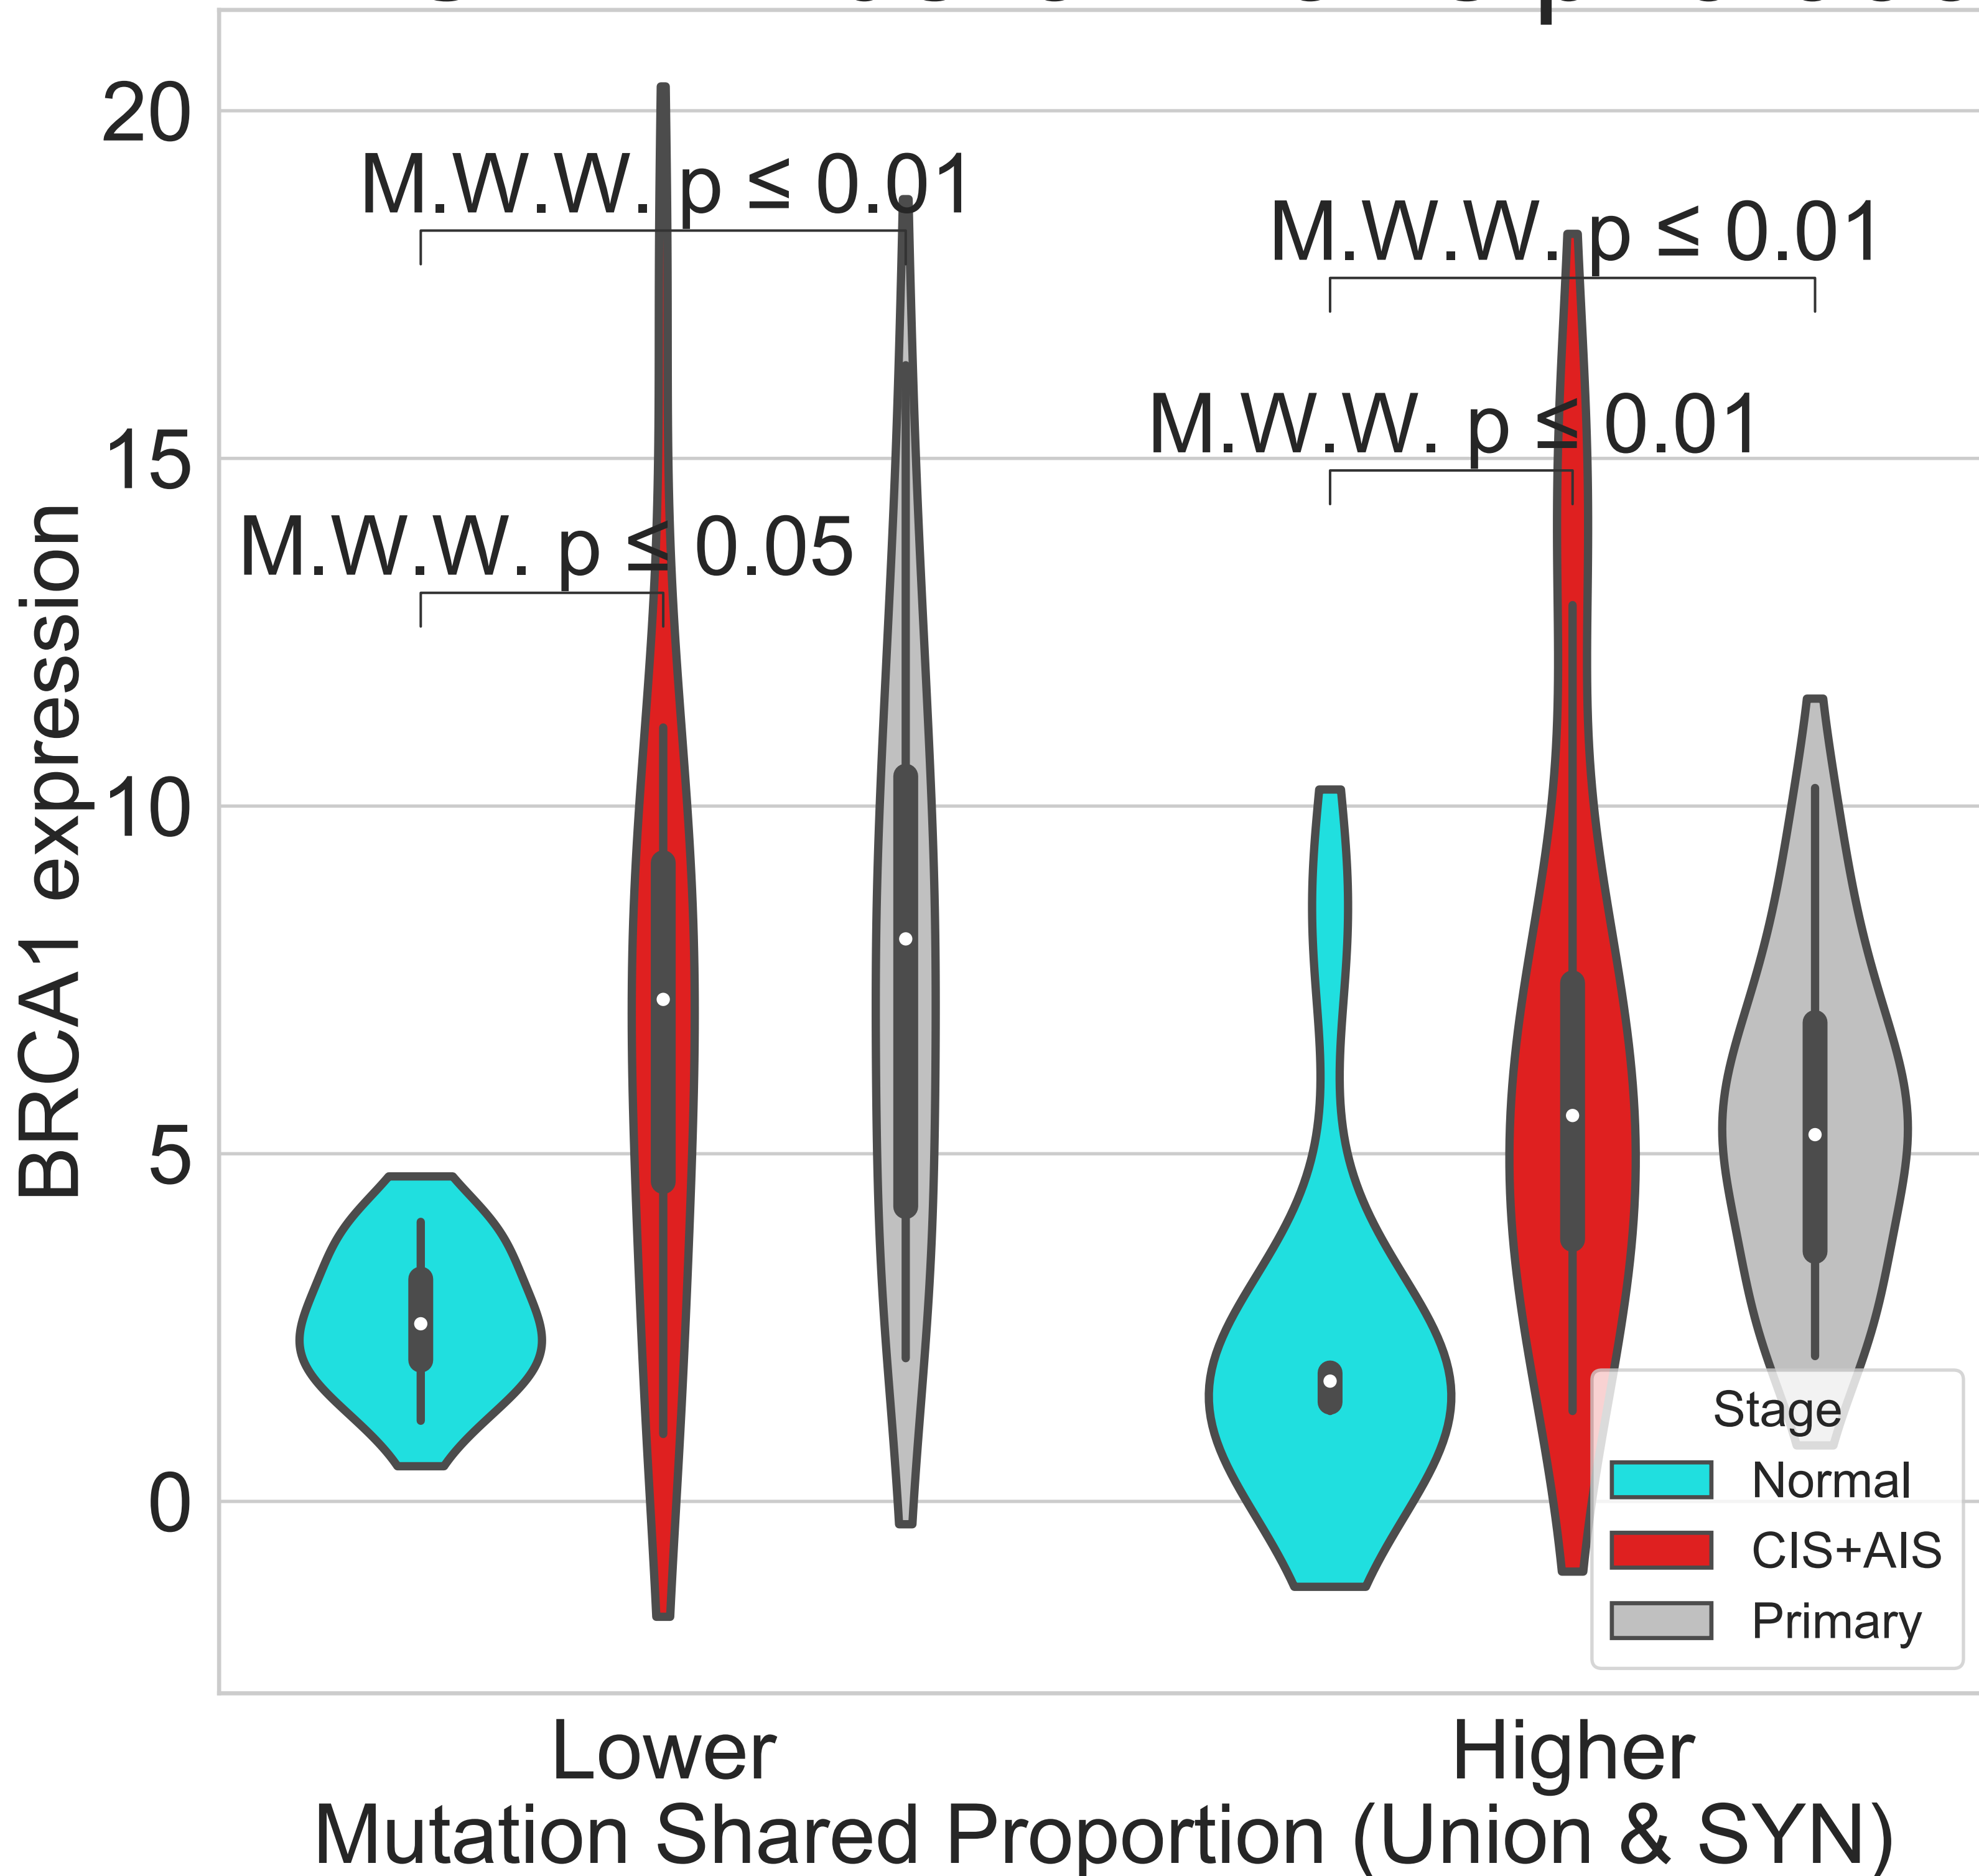 20
M.W.W. p ≤ 0.01
M.W.W. p ≤ 0.01
15
M.W.W. p ≤ 0.01
M.W.W. p ≤ 0.05
BRCA1 expression
10
5
0
Stage
Normal
CIS+AIS
Primary
Lower
Higher
Mutation Shared Proportion (Union & SYN)